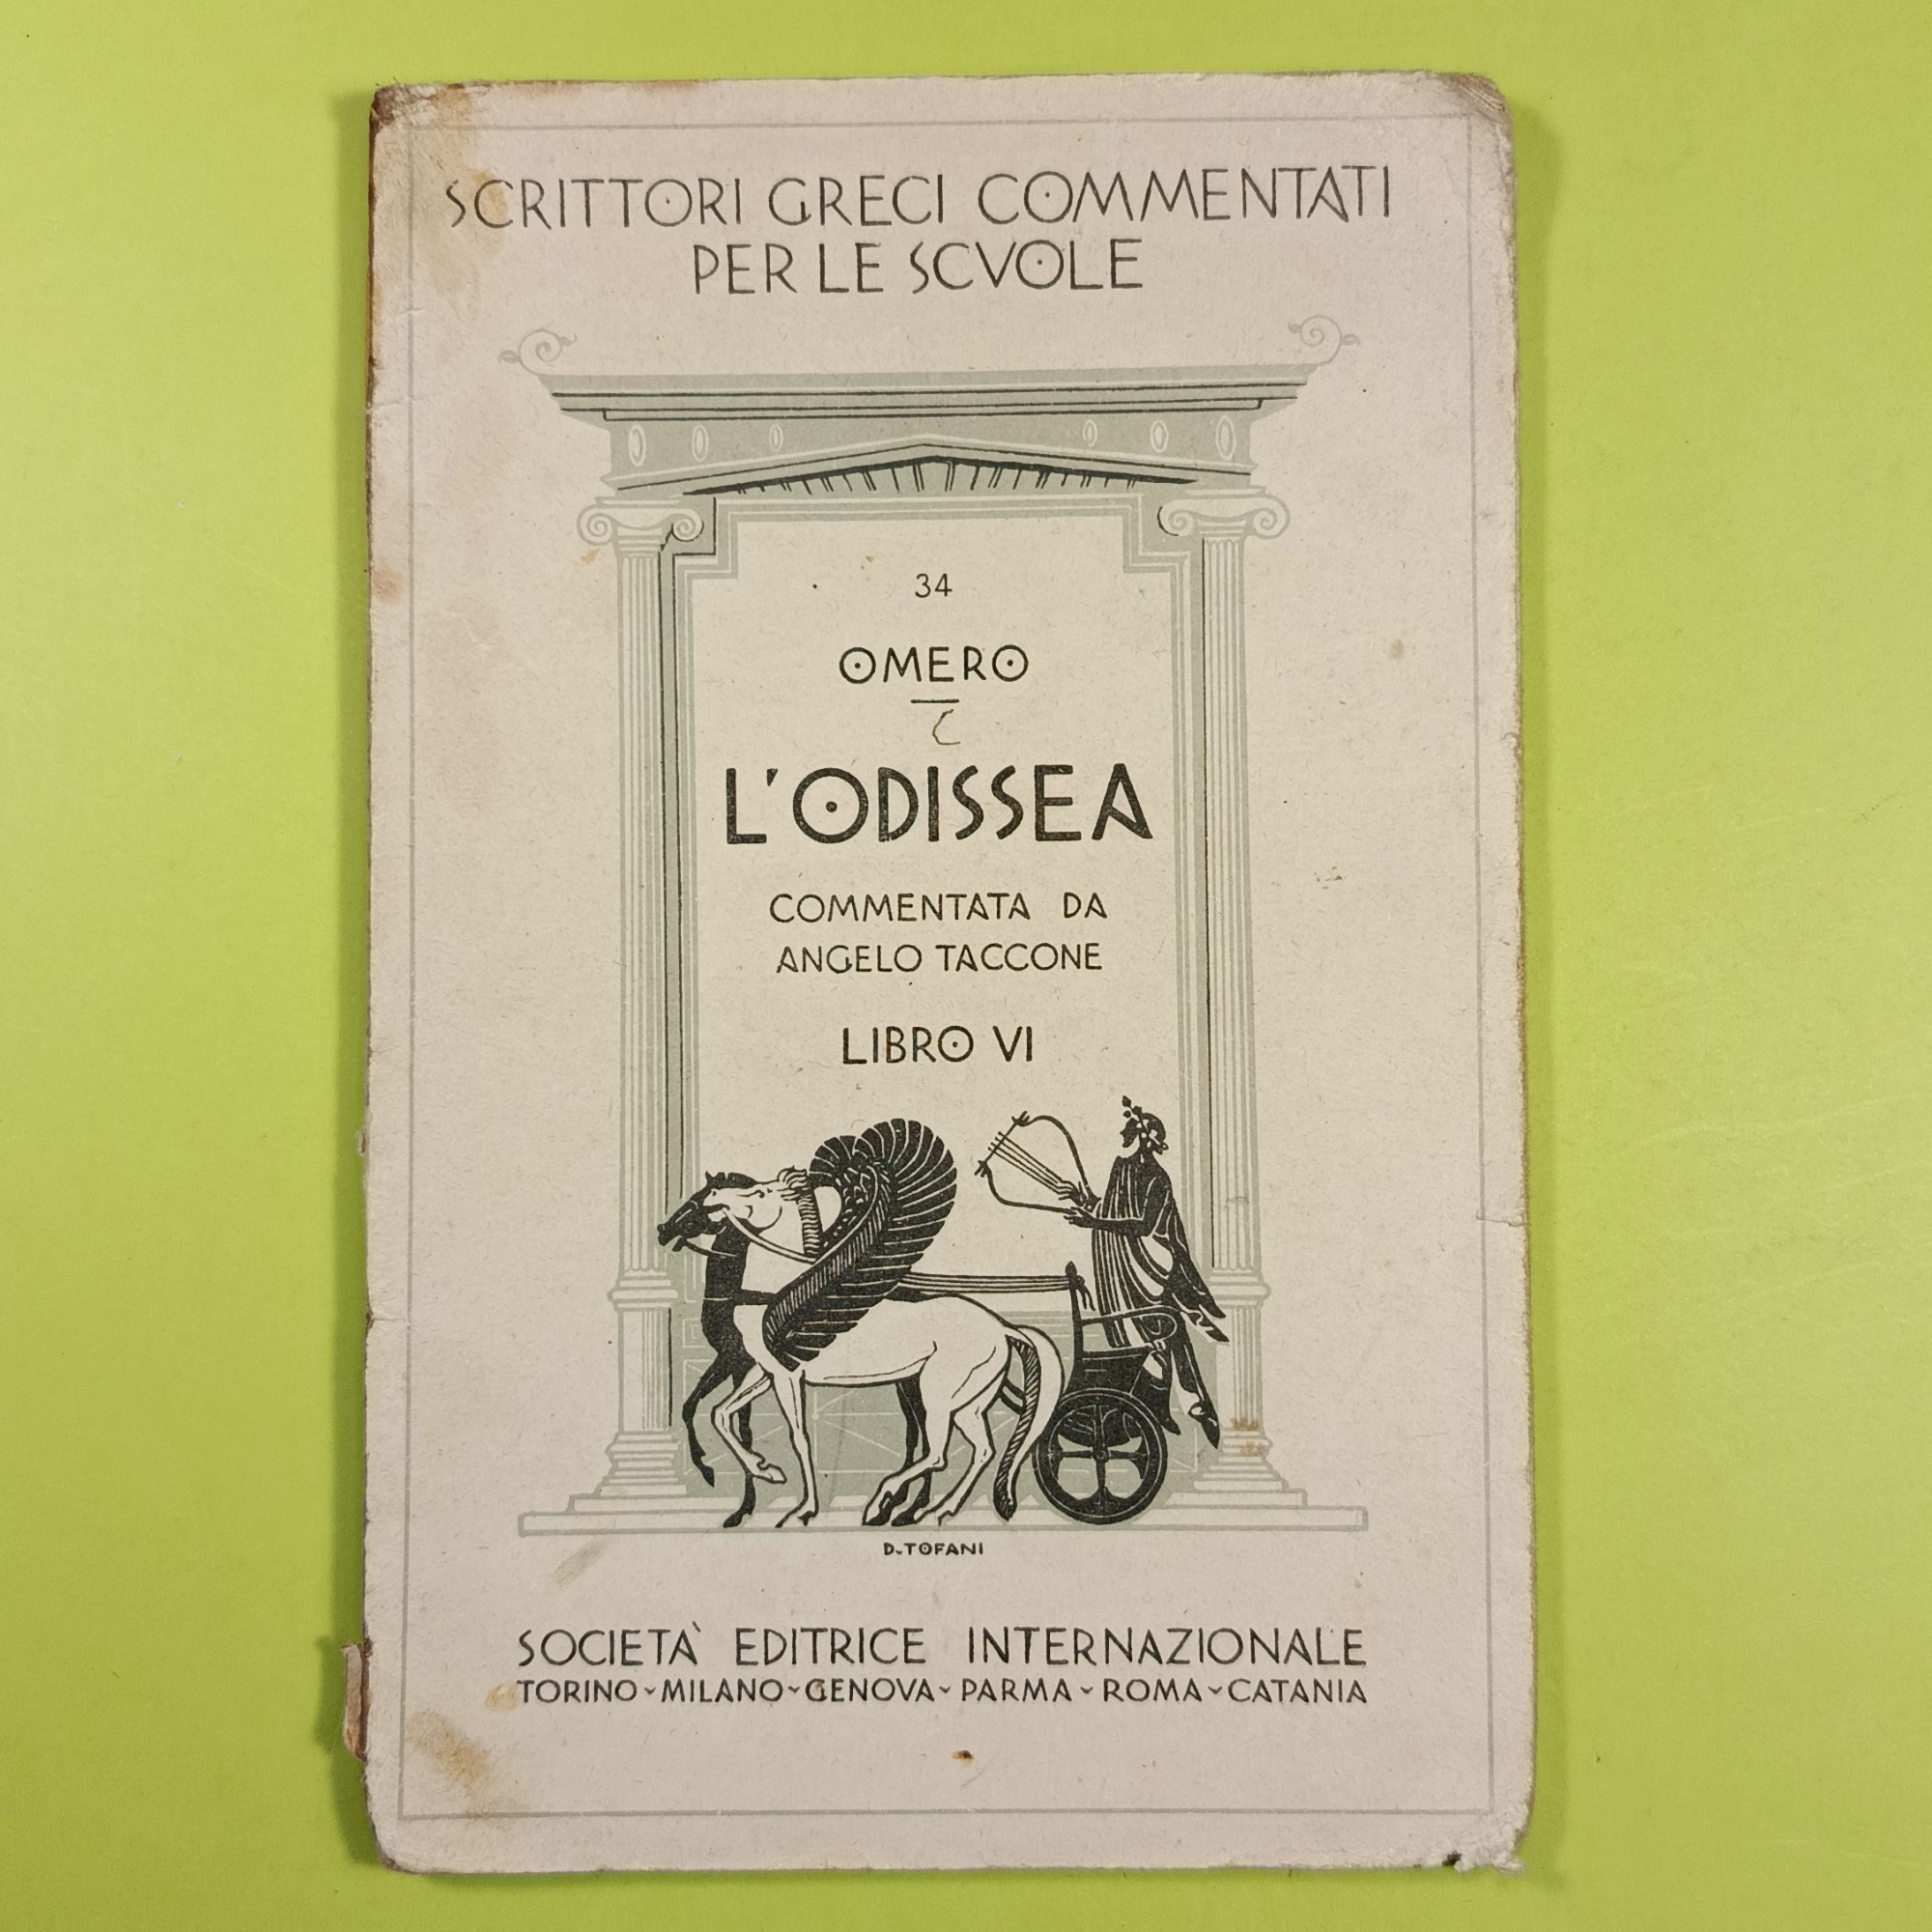 SCRITTORI GRECI COMMENTATI
PER LE SCVOLE
34
OMERO
L'ODISSEA
COMMENTATA DA
ANGELO TACCONE
LIBRO VI
D-TOFANI
SOCIETÀ EDITRICE INTERNAZIONALE
TORINO-MILANO-GENOVA-PARMA-ROMA-CATANIA